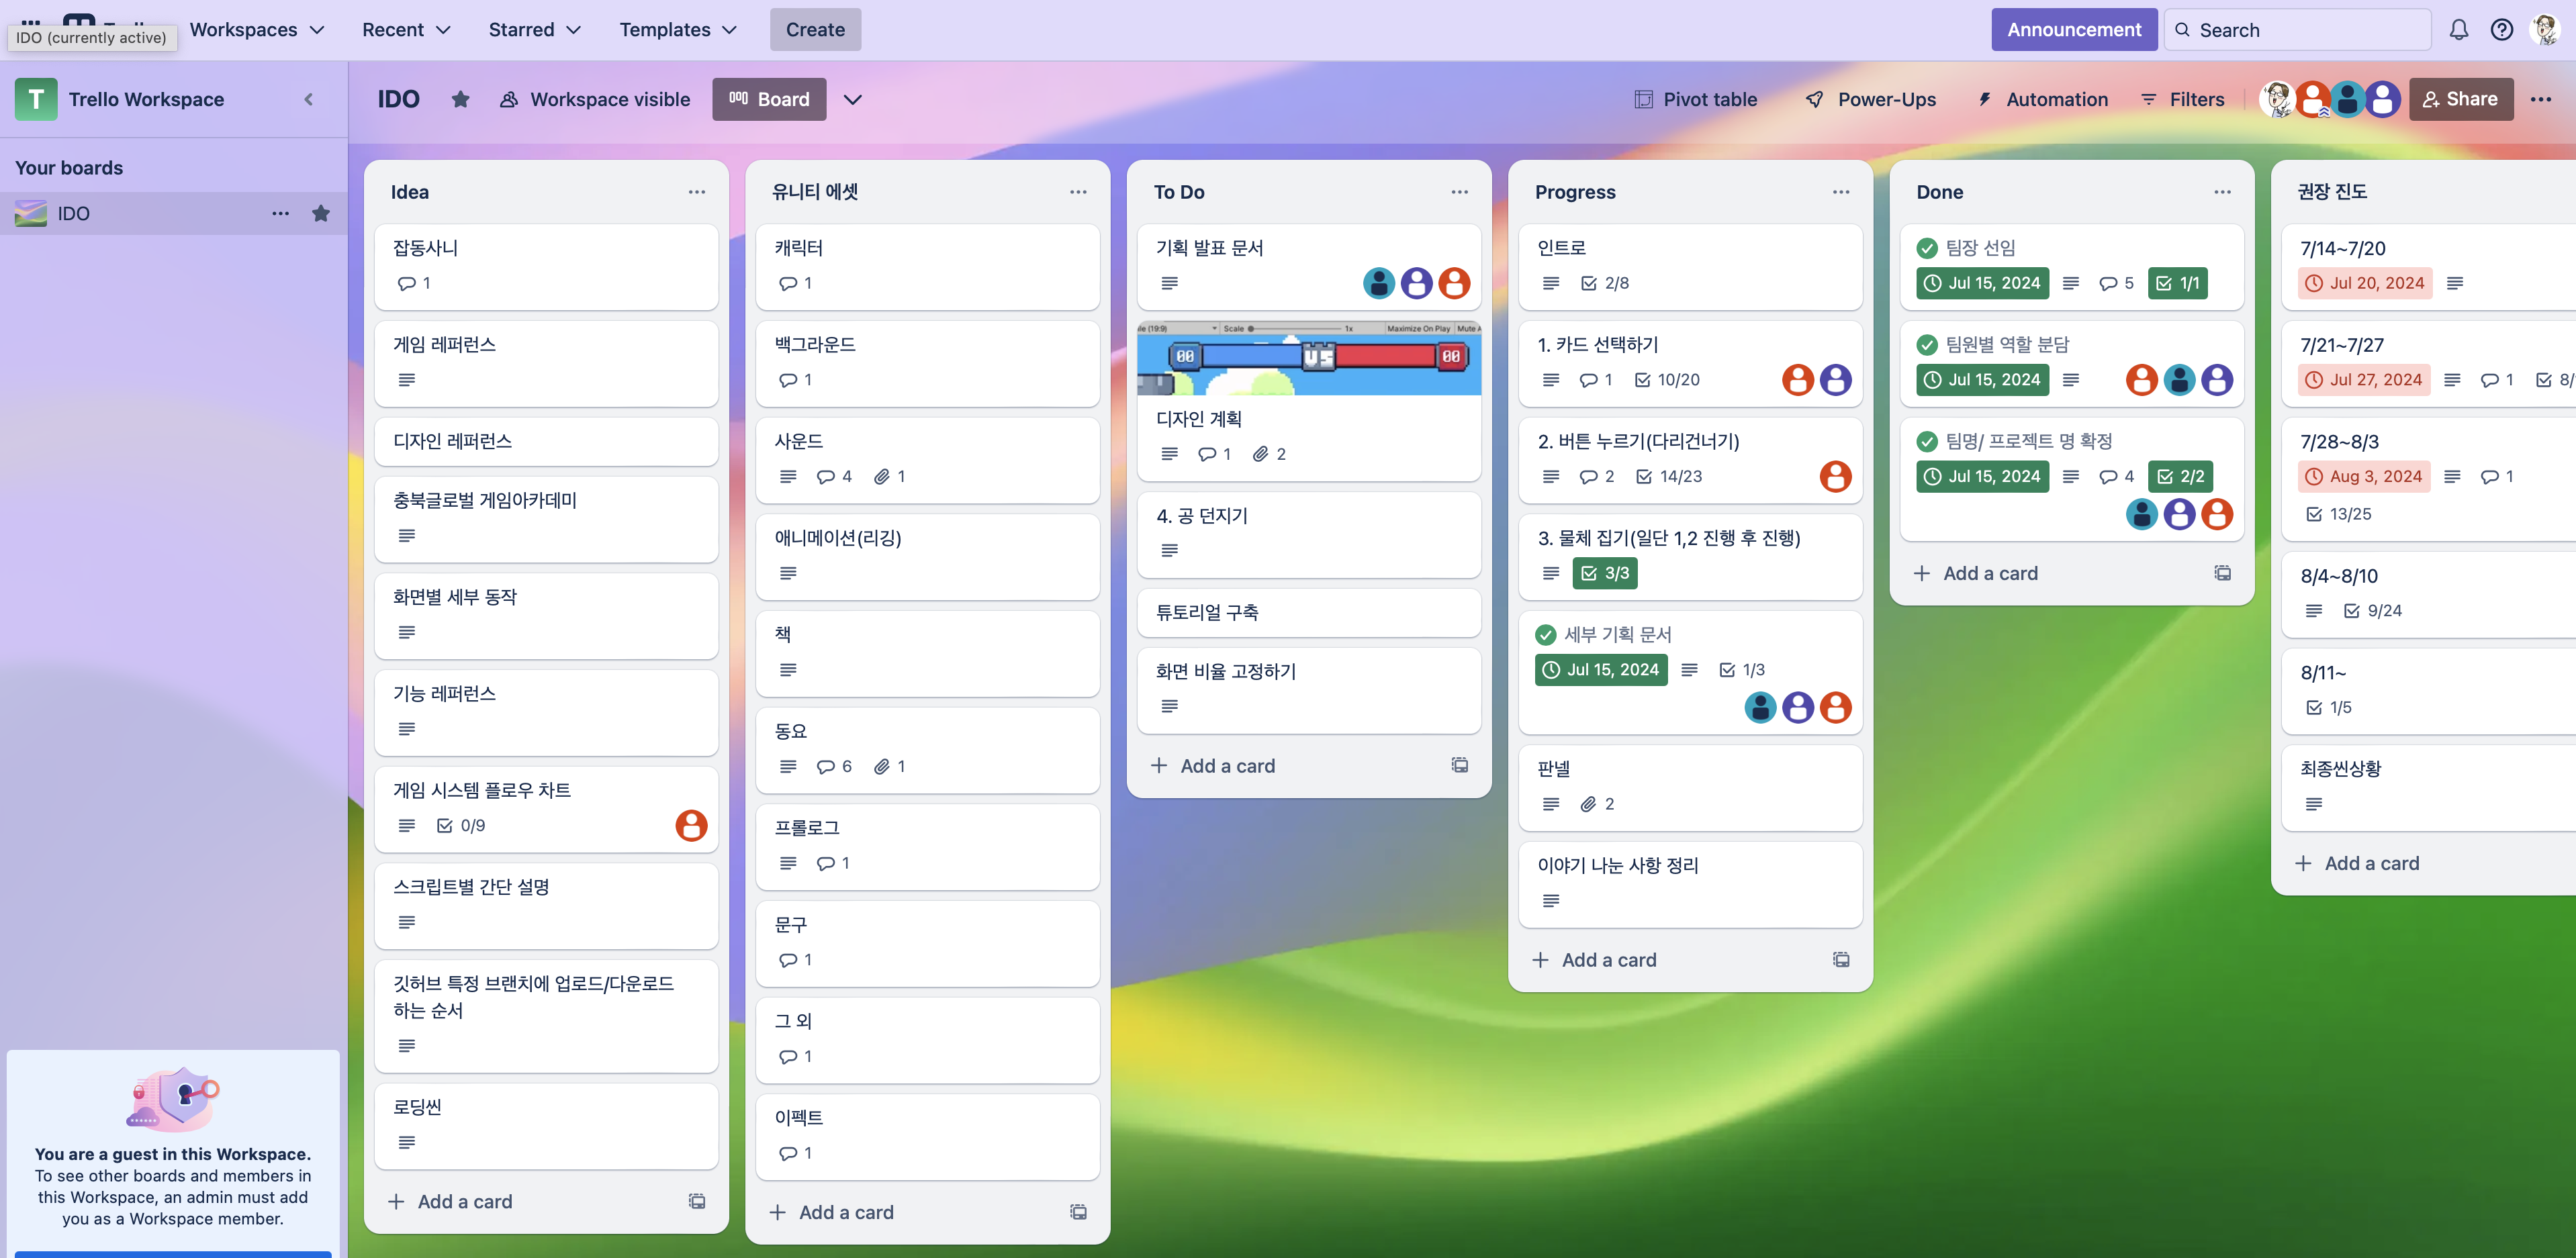 IDO (currently active)
Workspaces
Recent
Starred
Templates
Create
Announcement
Search
T
Trello Workspace
Your boards
IDO
You are a guest in this Workspace.
To see other boards and members in
this Workspace, an admin must add
you as a Workspace member.
IDO
Workspace visible
Board
Pivot table
Power-Ups
Automation
Filters
Share
Idea
잡동사니
1
게임 레퍼런스
디자인 레퍼런스
충북글로벌 게임아카데미
화면별 세부 동작
기능 레퍼런스
게임 시스템 플로우 차트
0/9
스크립트별 간단 설명
깃허브 특정 브랜치에 업로드/다운로드
하는 순서
로딩씬
Add a card
유니티 에셋
캐릭터
1
백그라운드
1
사운드
4 1
애니메이션(리깅)
책
동요
6 1
프롤로그
1
문구
1
그 외
1
이펙트
1
Add a card
To Do
기획 발표 문서
(19:9) Scale 1x Maximize On Play Mute
00 VS 00
디자인 계획
1 2
4. 공 던지기
튜토리얼 구축
화면 비율 고정하기
Add a card
Progress
인트로
2/8
1. 카드 선택하기
1 10/20
2. 버튼 누르기(다리건너기)
2 14/23
3. 물체 집기(일단 1,2 진행 후 진행)
3/3
세부 기획 문서
Jul 15, 2024 1/3
판넬
2
이야기 나눈 사항 정리
Add a card
Done
팀장 선임
Jul 15, 2024 5 1/1
팀원별 역할 분담
Jul 15, 2024
팀명/ 프로젝트 명 확정
Jul 15, 2024 4 2/2
Add a card
권장 진도
7/14~7/20
Jul 20, 2024
7/21~7/27
Jul 27, 2024 1 8/
7/28~8/3
Aug 3, 2024 1
13/25
8/4~8/10
9/24
8/11~
1/5
최종씬상황
Add a card